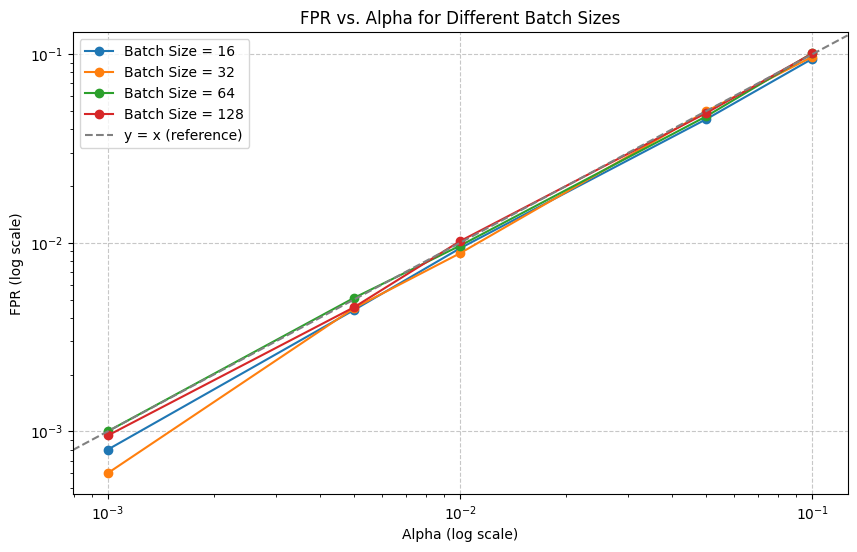 FPR vs. Alpha for Different Batch Sizes
Batch Size = 16
Batch Size = 32
Batch Size = 64
Batch Size = 128
y = x (reference)
FPR (log scale)
10⁻¹
10⁻²
10⁻³
10⁻³ 10⁻² 10⁻¹
Alpha (log scale)